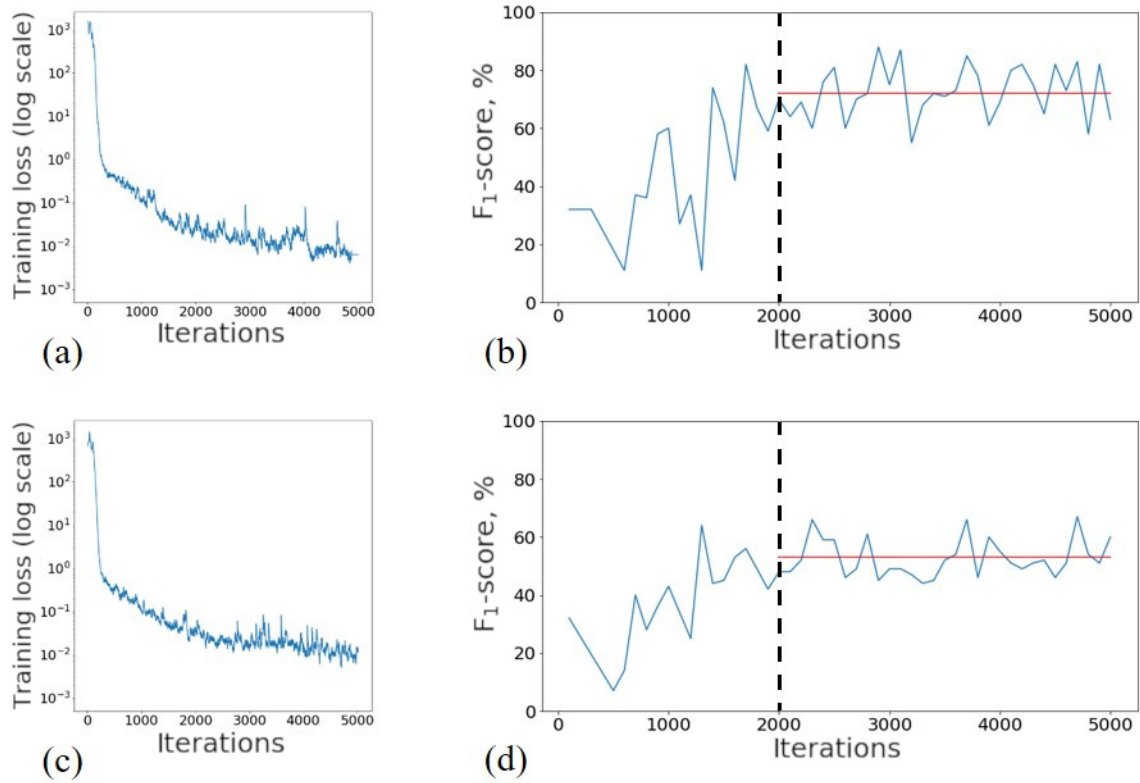 Training loss (log scale)
10³
10²
10¹
10⁰
10⁻¹
10⁻²
10⁻³
0 1000 2000 3000 4000 5000
Iterations
(a)
F₁-score, %
100
80
60
40
20
0
0 1000 2000 3000 4000 5000
Iterations
(b)
Training loss (log scale)
10³
10²
10¹
10⁰
10⁻¹
10⁻²
10⁻³
0 1000 2000 3000 4000 5000
Iterations
(c)
F₁-score, %
100
80
60
40
20
0
0 1000 2000 3000 4000 5000
Iterations
(d)